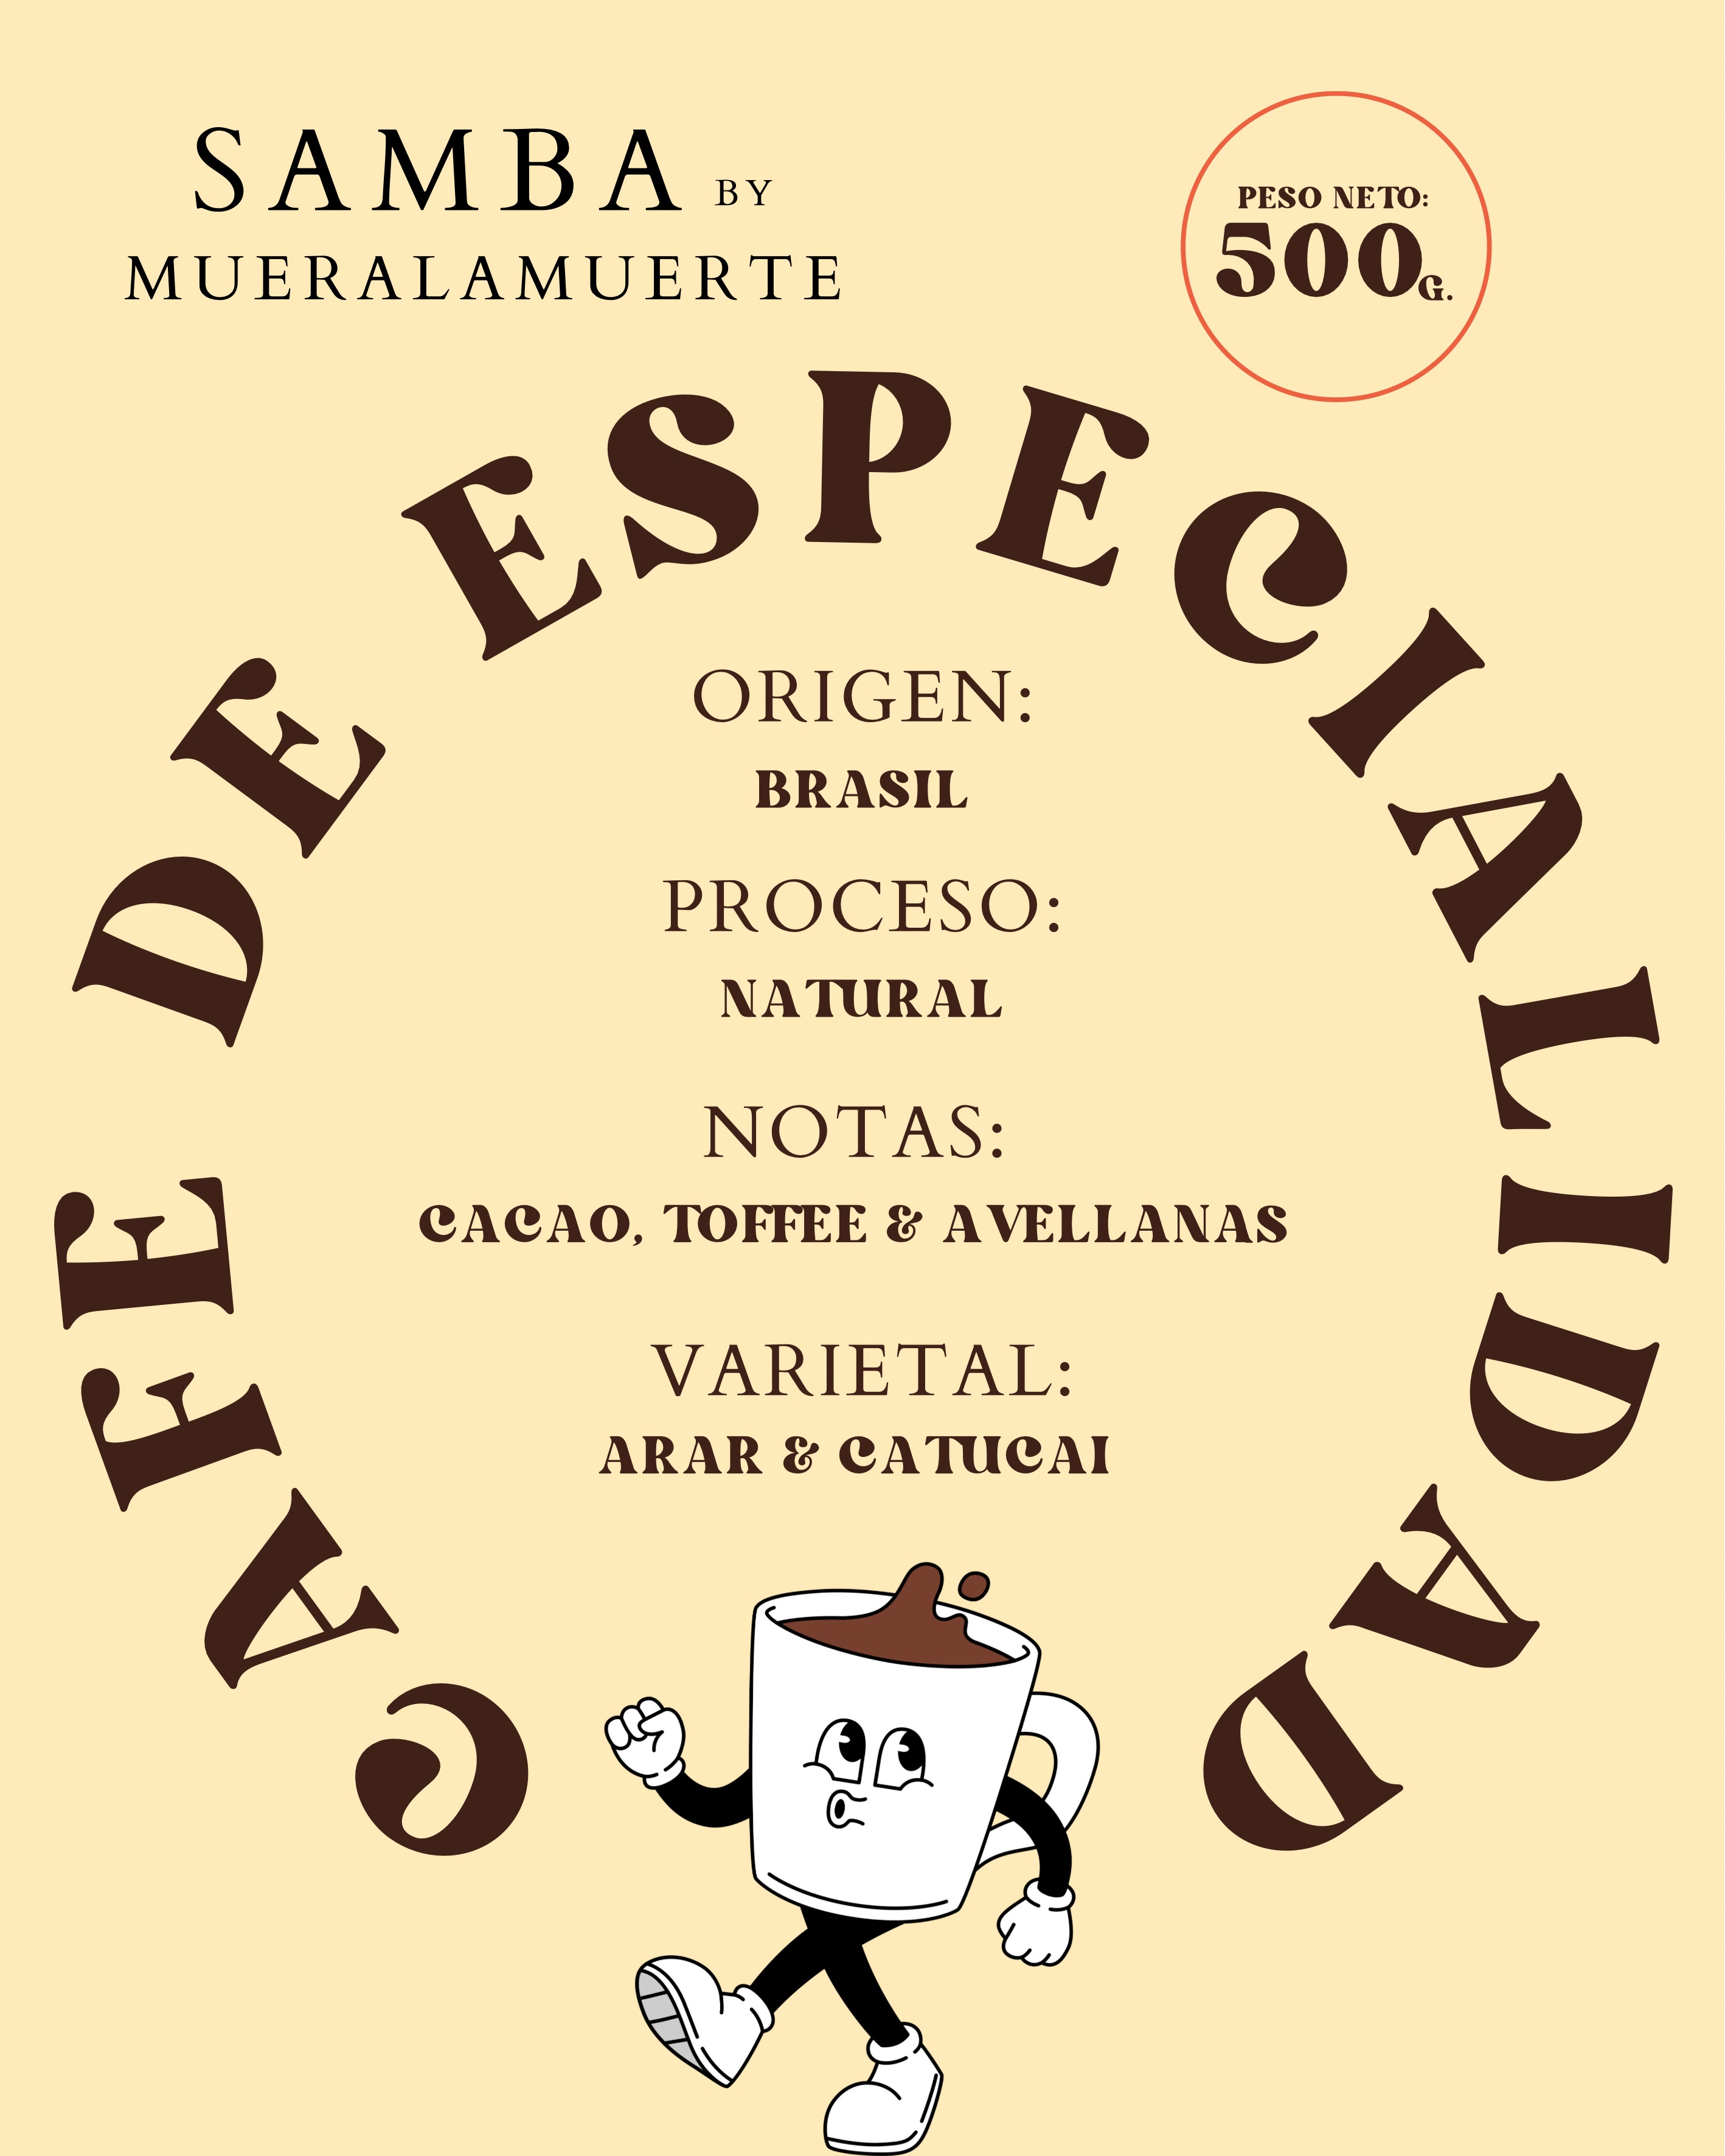 SAMBA BY
MUERALAMUERTE
PESO NETO:
500G.
CAFE DE ESPECIALIDAD
ORIGEN:
BRASIL
PROCESO:
NATURAL
NOTAS:
CACAO, TOFFEE & AVELLANAS
VARIETAL:
ARAR & CATUCAI